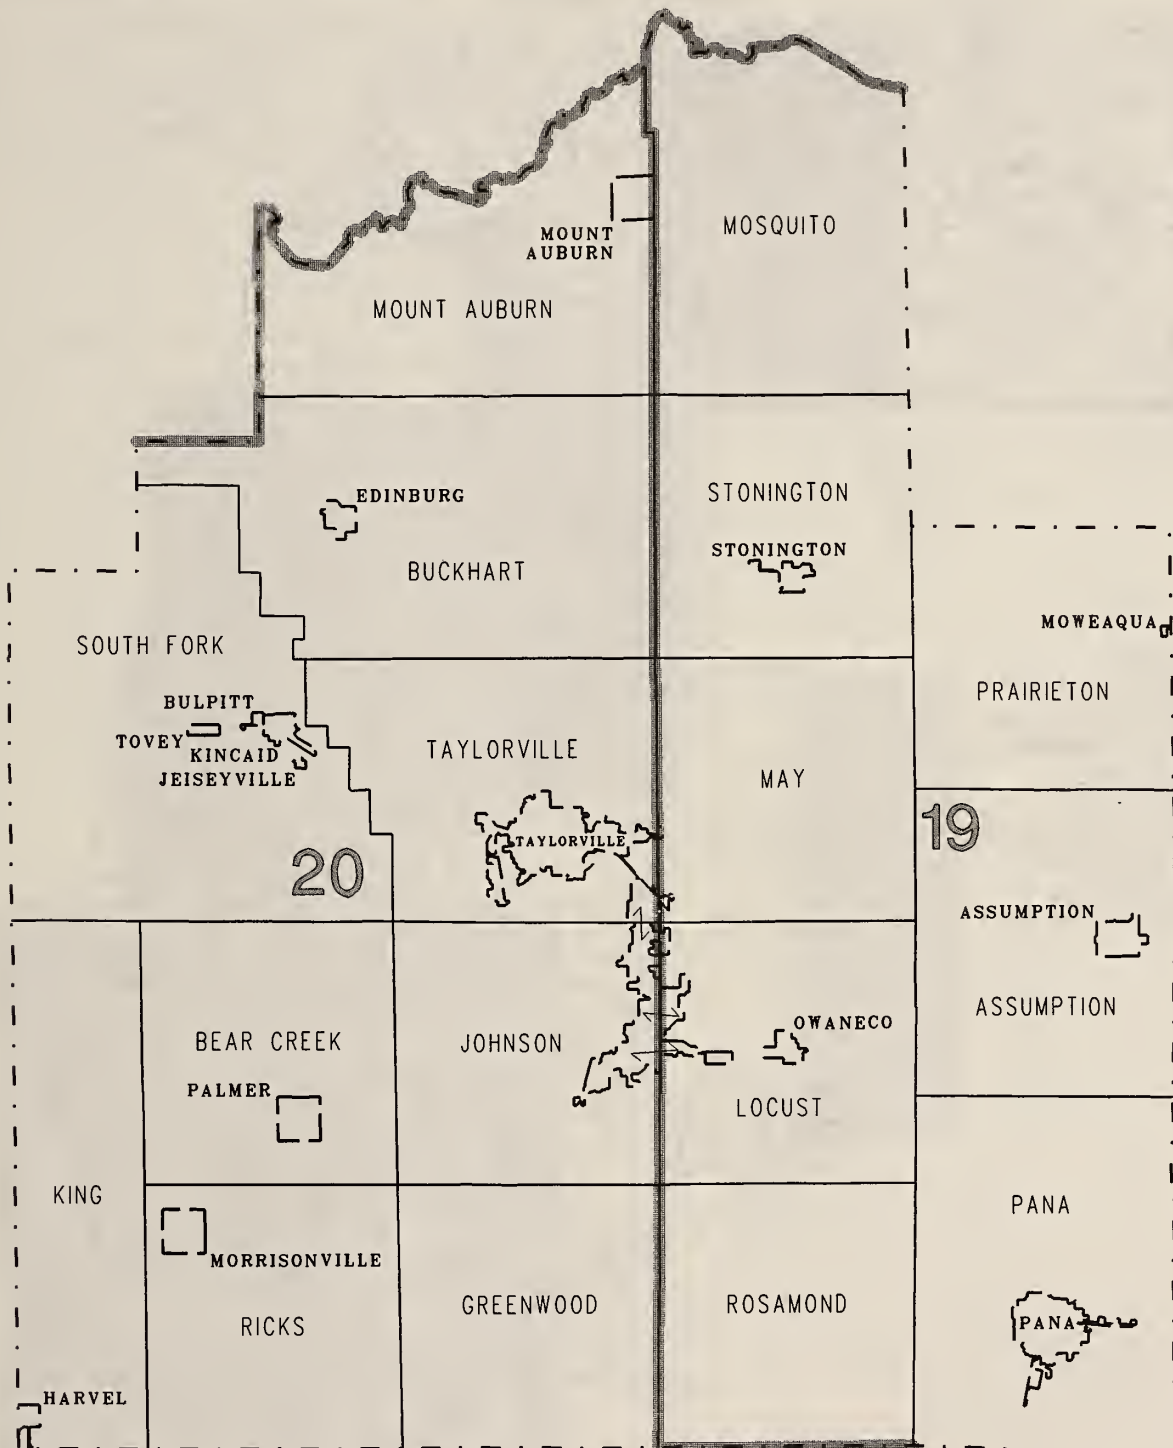 MOSQUITO
MOUNT
AUBURN
MOUNT AUBURN
STONINGTON
EDINBURG
STONINGTON
BUCKHART
MOWEAQUA
SOUTH FORK
PRAIRIETON
BULPITT
TOVEY
KINCAID
JEISEYVILLE
TAYLORVILLE
MAY
19
TAYLORVILLE
20
ASSUMPTION
ASSUMPTION
OWANECO
BEAR CREEK
JOHNSON
PALMER
LOCUST
KING
PANA
MORRISONVILLE
GREENWOOD
ROSAMOND
RICKS
PANA
HARVEL